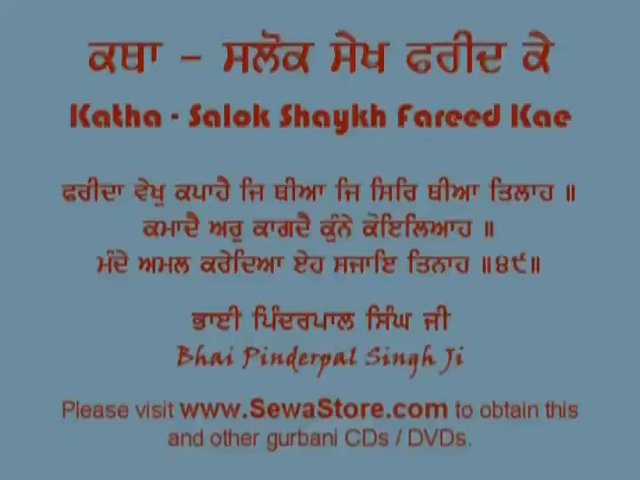 ਕਥਾ - ਸਲੋਕ ਸੇਖ ਫਰੀਦ ਕੇ
Katha - Salok Shaykh Fareed Kae
ਫਰੀਦਾ ਵੇਖੁ ਕਪਾਹੈ ਜਿ ਥੀਆ ਜਿ ਸਿਰਿ ਥੀਆ ਤਿਲਾਹ ॥
ਕਮਾਦੈ ਅਰੁ ਕਾਗਦੈ ਕੁੰਨੇ ਕੋਇਲਿਆਹ ॥
ਮੰਦੇ ਅਮਲ ਕਰੇਦਿਆ ਏਹ ਸਜਾਇ ਤਿਨਾਹ ॥੪੯॥
ਭਾਈ ਪਿੰਦਰਪਾਲ ਸਿੰਘ ਜੀ
Bhai Pinderpal Singh Ji
Please visit www.SewaStore.com to obtain this
and other gurbani CDs / DVDs.